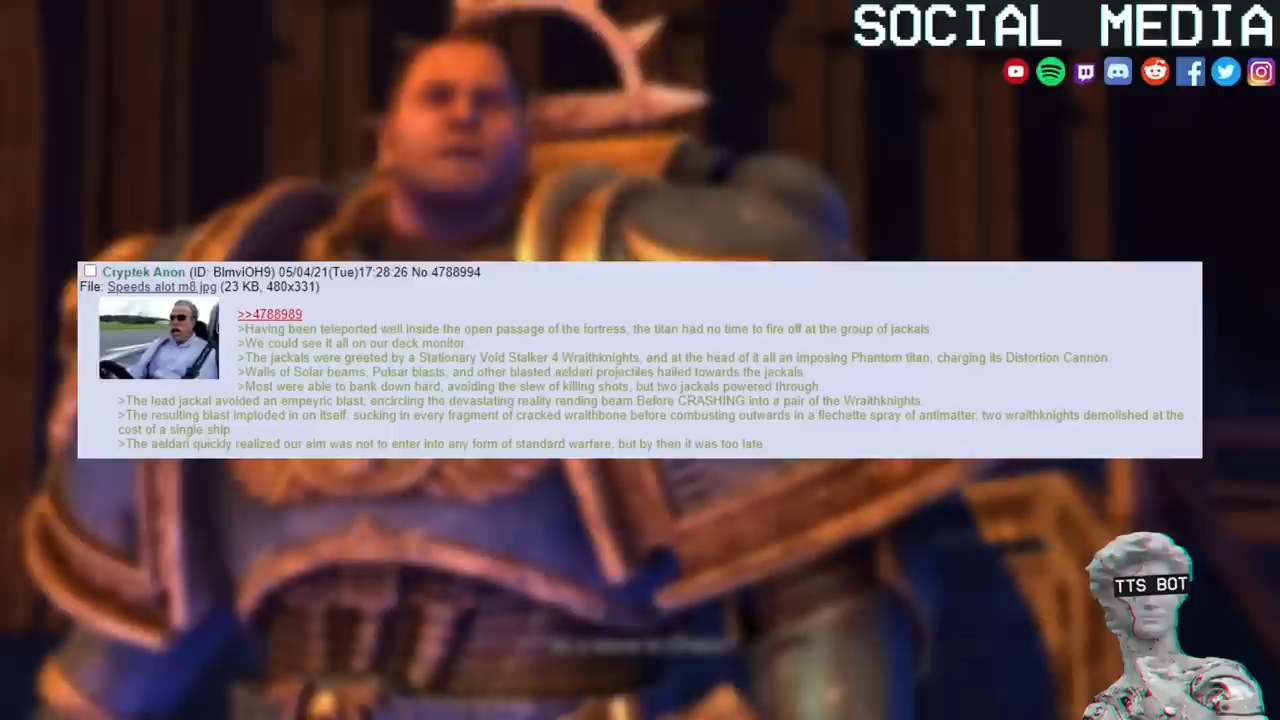 SOCIAL MEDIA
Cryptek Anon (ID: BlmviOH9) 05/04/21(Tue)17:28:26 No 4788994
File: Speeds alot m8.jpg (23 KB, 480x331)
>>4788989
>Having been teleported well inside the open passage of the fortress, the titan had no time to fire off at the group of jackals.
>We could see it all on our deck monitor
>The jackals were greeted by a Stationary Void Stalker 4 Wraithknights, and at the head of it all an imposing Phantom titan, charging its Distortion Cannon.
>Walls of Solar beams, Pulsar blasts, and other blasted aeldari projectiles hailed towards the jackals.
>Most were able to bank down hard, avoiding the slew of killing shots, but two jackals powered through.
>The lead jackal avoided an empeyric blast, encircling the devastating reality rending beam Before CRASHING into a pair of the Wraithknights.
>The resulting blast imploded in on itself, sucking in every fragment of cracked wraithbone before combusting outwards in a flechette spray of antimatter, two wraithknights demolished at the
cost of a single ship
>The aeldari quickly realized our aim was not to enter into any form of standard warfare, but by then it was too late
TTS BOT